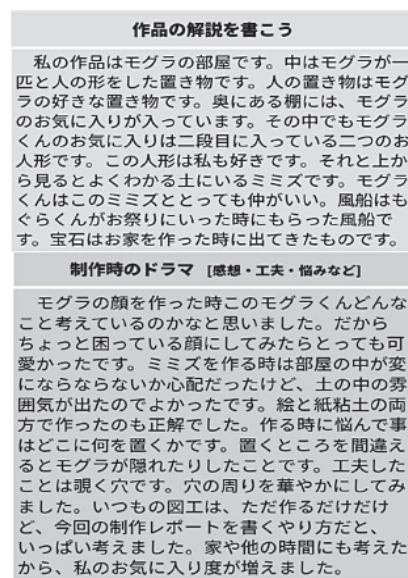 作品の解説を書こう
私の作品はモグラの部屋です。中はモグラが一
匹と人の形をした置き物です。人の置き物はモグ
ラの好きな置き物です。奥にある棚には、モグラ
のお気に入りが入っています。その中でもモグラ
くんのお気に入りは二段目に入っている二つのお
人形です。この人形は私も好きです。それと上か
ら見るとよくわかる土にいるミミズです。モグラ
くんはこのミミズととっても仲がいい。風船はも
ぐらくんがお祭りにいった時にもらった風船で
す。宝石はお家を作った時に出てきたものです。
制作時のドラマ [感想・工夫・悩みなど]
モグラの顔を作った時このモグラくんどんな
こと考えているのかなと思いました。だから
ちょっと困っている顔にしてみたらとっても可
愛かったです。ミミズを作る時は部屋の中が変
にならならないか心配だったけど、土の中の雰
囲気が出たのでよかったです。絵と紙粘土の両
方で作ったのも正解でした。作る時に悩んで事
はどこに何を置くかです。置くところを間違え
るとモグラが隠れたりしたことです。工夫した
ことは覗く穴です。穴の周りを華やかにしてみ
ました。いつもの図工は、ただ作るだけだけ
ど、今回の制作レポートを書くやり方だと、
いっぱい考えました。家や他の時間にも考えた
から、私のお気に入り度が増えました。